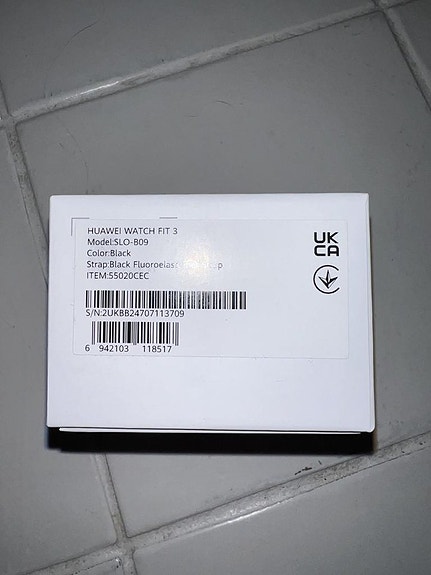 HUAWEI WATCH FIT 3
Model:SLO-B09
Color:Black
Strap:Black
ITEM:55020CEC
S/N:2UKBB24707113709
6 942103 118517
UK
CA